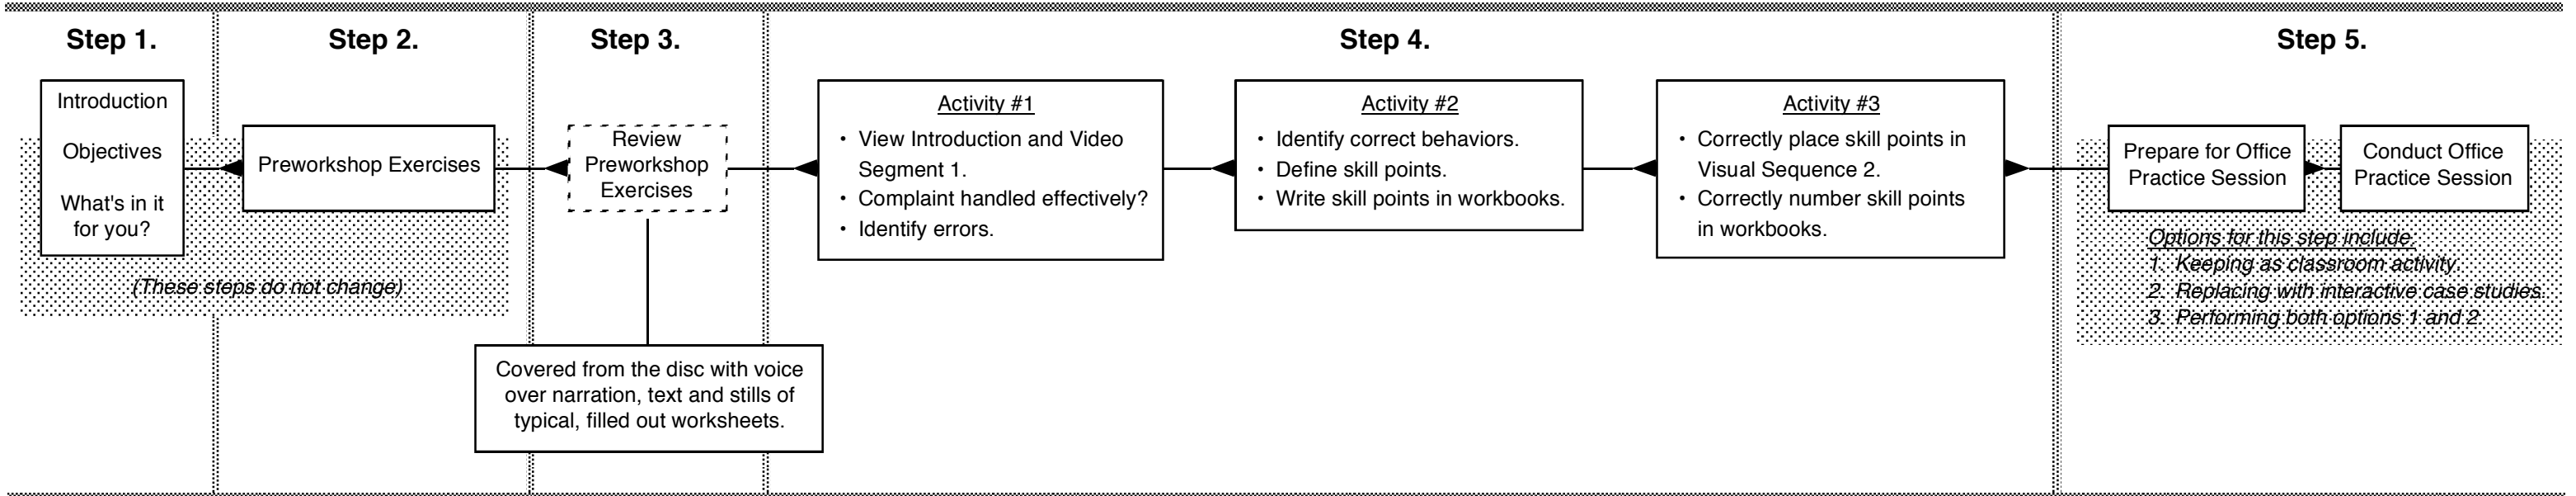 Step 1.
Introduction
Objectives
What's in it
for you?
Step 2.
Preworkshop Exercises
(These steps do not change)
Step 3.
Review
Preworkshop
Exercises
Covered from the disc with voice
over narration, text and stills of
typical, filled out worksheets.
Step 4.
Activity #1
• View Introduction and Video
Segment 1.
• Complaint handled effectively?
• Identify errors.
Activity #2
• Identify correct behaviors.
• Define skill points.
• Write skill points in workbooks.
Activity #3
• Correctly place skill points in
Visual Sequence 2.
• Correctly number skill points
in workbooks.
Step 5.
Prepare for Office
Practice Session
Conduct Office
Practice Session
Options for this step include:
1. Keeping as classroom activity.
2. Replacing with interactive case studies.
3. Performing both options 1 and 2.